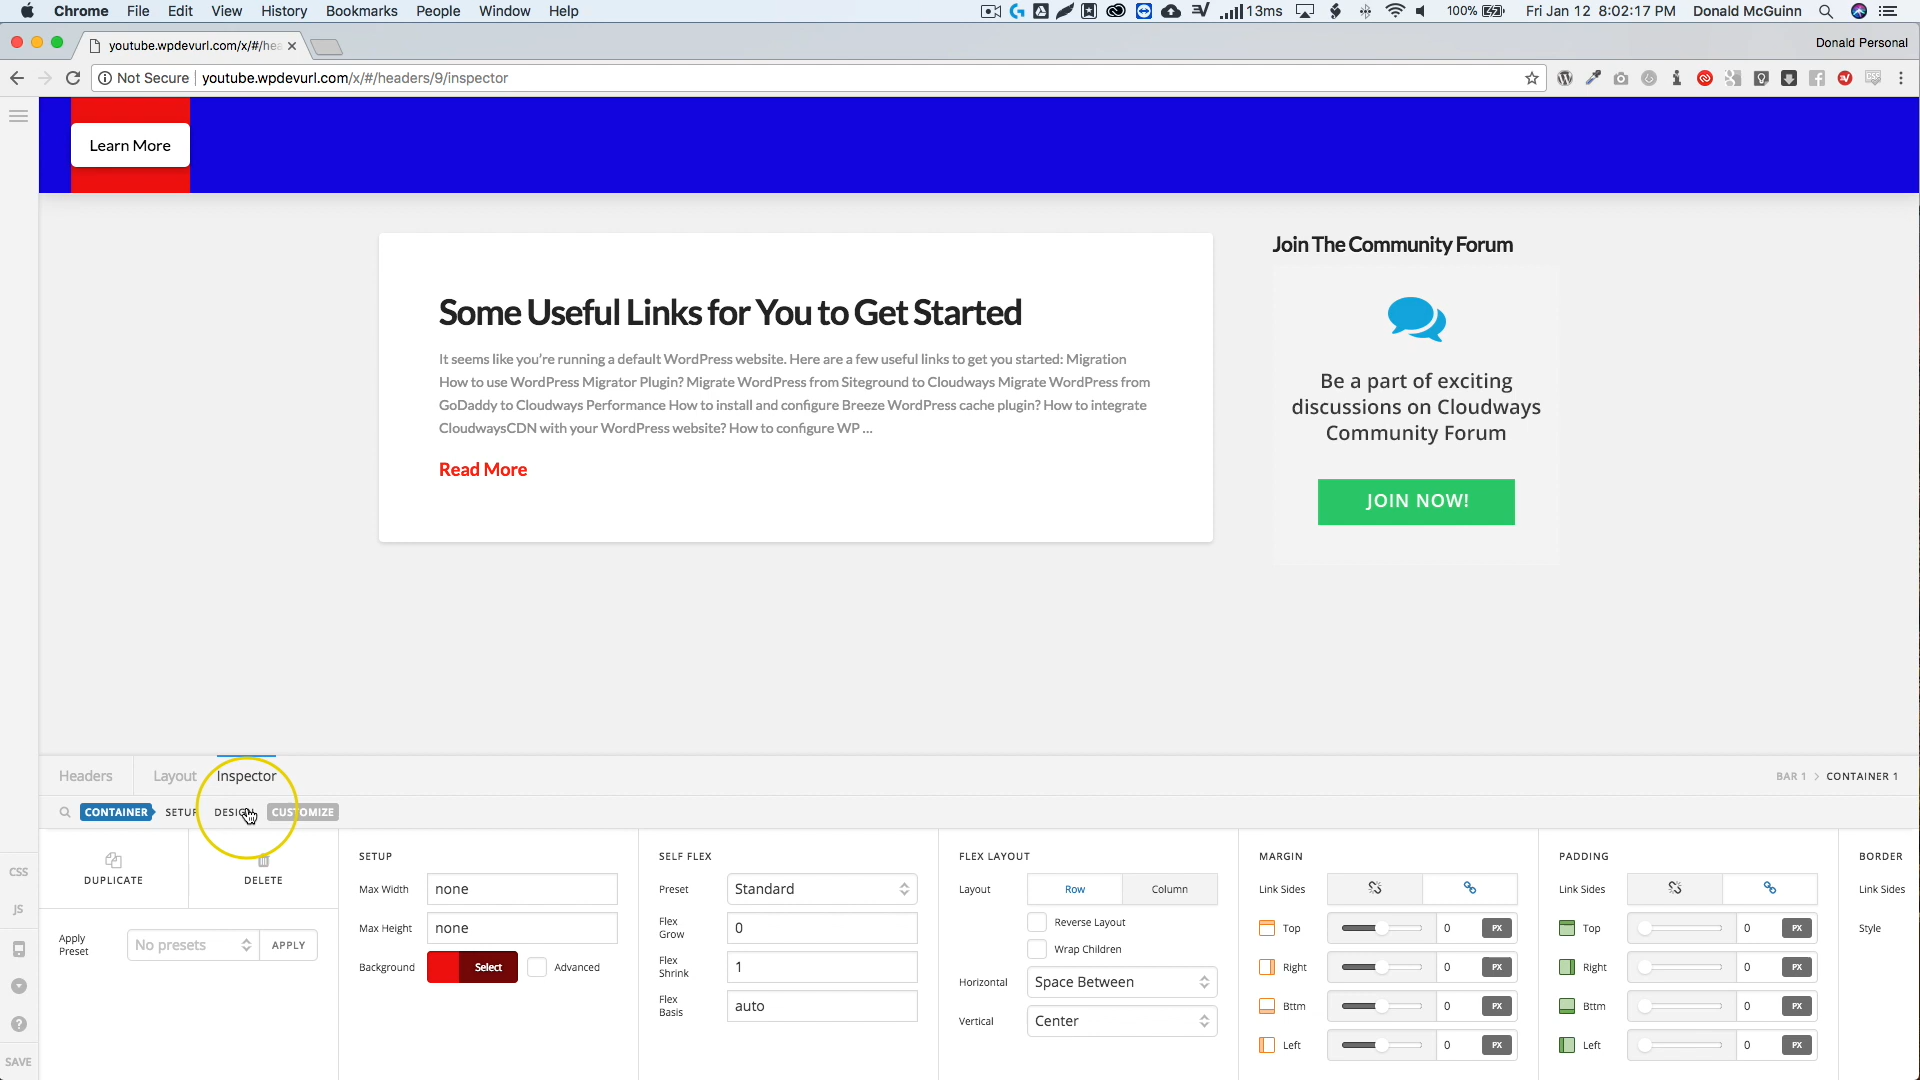 Chrome File Edit View History Bookmarks People Window Help 13ms 100% Fri Jan 12 8:02:17 PM Donald McGuinn
youtube.wpdevurl.com/x/#/hea Donald Personal
Not Secure youtube.wpdevurl.com/x/#/headers/9/inspector
Learn More
Join The Community Forum
Some Useful Links for You to Get Started
It seems like you're running a default WordPress website. Here are a few useful links to get you started: Migration
How to use WordPress Migrator Plugin? Migrate WordPress from Siteground to Cloudways Migrate WordPress from
GoDaddy to Cloudways Performance How to install and configure Breeze WordPress cache plugin? How to integrate
CloudwaysCDN with your WordPress website? How to configure WP ...
Read More
Be a part of exciting
discussions on Cloudways
Community Forum
JOIN NOW!
Headers Layout Inspector BAR 1 > CONTAINER 1
CONTAINER SETUP DESIGN CUSTOMIZE
DUPLICATE DELETE
Apply
Preset No presets APPLY
SETUP
Max Width none
Max Height none
Background Select Advanced
SELF FLEX
Preset Standard
Flex
Grow 0
Flex
Shrink 1
Flex
Basis auto
FLEX LAYOUT
Layout Row Column
Reverse Layout
Wrap Children
Horizontal Space Between
Vertical Center
MARGIN
Link Sides
Top 0 PX
Right 0 PX
Bttm 0 PX
Left 0 PX
PADDING
Link Sides
Top 0 PX
Right 0 PX
Bttm 0 PX
Left 0 PX
BORDER
Link Sides
Style
CSS
JS
SAVE